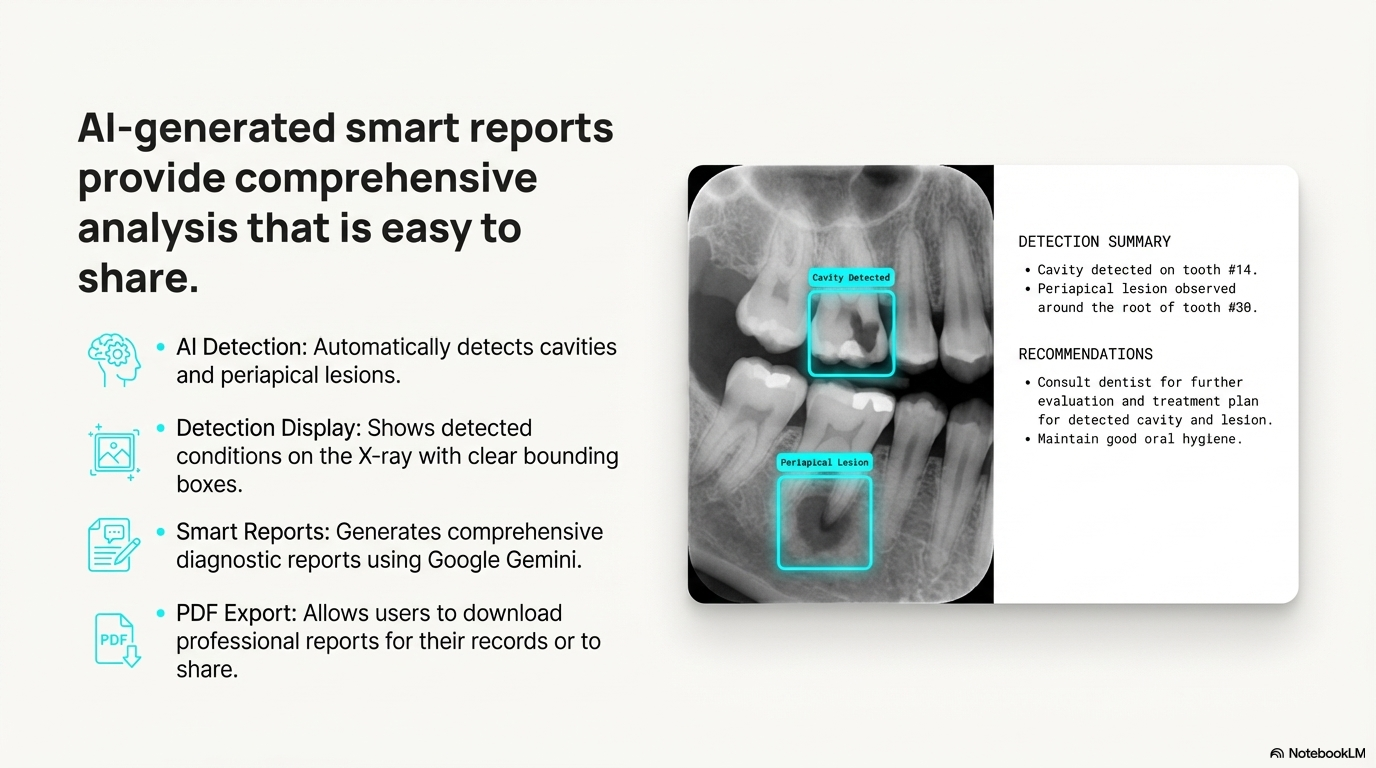 AI-generated smart reports
provide comprehensive
analysis that is easy to
share.
• AI Detection: Automatically detects cavities
and periapical lesions.
• Detection Display: Shows detected
conditions on the X-ray with clear bounding
boxes.
• Smart Reports: Generates comprehensive
diagnostic reports using Google Gemini.
PDF
• PDF Export: Allows users to download
professional reports for their records or to
share.
Cavity Detected
Periapical Lesion
DETECTION SUMMARY
• Cavity detected on tooth #14.
• Periapical lesion observed
around the root of tooth #30.
RECOMMENDATIONS
• Consult dentist for further
evaluation and treatment plan
for detected cavity and lesion.
• Maintain good oral hygiene.
NotebookLM